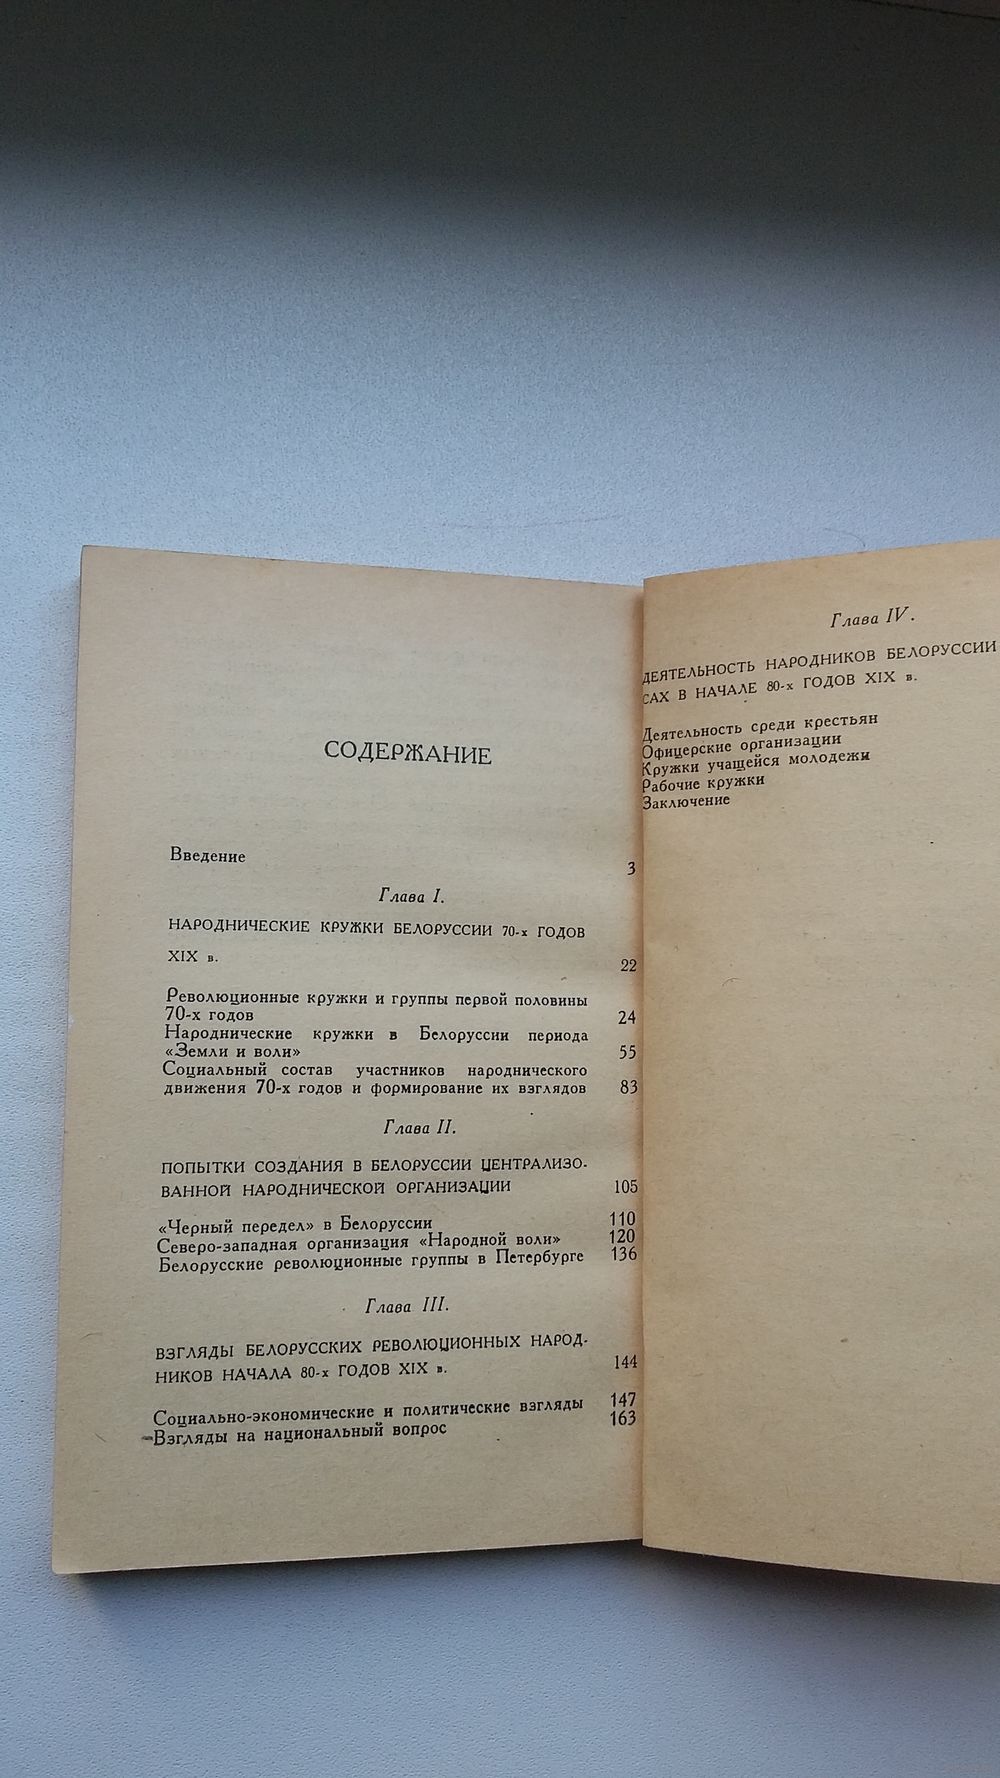 СОДЕРЖАНИЕ
Введение 3
Глава I.
НАРОДНИЧЕСКИЕ КРУЖКИ БЕЛОРУССИИ 70-х ГОДОВ
XIX в. 22
Революционные кружки и группы первой половины
70-х годов 24
Народнические кружки в Белоруссии периода
«Земли и воли» 55
Социальный состав участников народнического
движения 70-х годов и формирование их взглядов 83
Глава II.
ПОПЫТКИ СОЗДАНИЯ В БЕЛОРУССИИ ЦЕНТРАЛИЗО-
ВАННОЙ НАРОДНИЧЕСКОЙ ОРГАНИЗАЦИИ 105
«Черный передел» в Белоруссии 110
Северо-западная организация «Народной воли» 120
Белорусские революционные группы в Петербурге 136
Глава III.
ВЗГЛЯДЫ БЕЛОРУССКИХ РЕВОЛЮЦИОННЫХ НАРОД-
НИКОВ НАЧАЛА 80-х ГОДОВ XIX в. 144
Социально-экономические и политические взгляды 147
Взгляды на национальный вопрос 163
Глава IV.
ДЕЯТЕЛЬНОСТЬ НАРОДНИКОВ БЕЛОРУССИИ
САХ В НАЧАЛЕ 80-х ГОДОВ XIX в.
Деятельность среди крестьян
Офицерские организации
Кружки учащейся молодежи
Рабочие кружки
Заключение